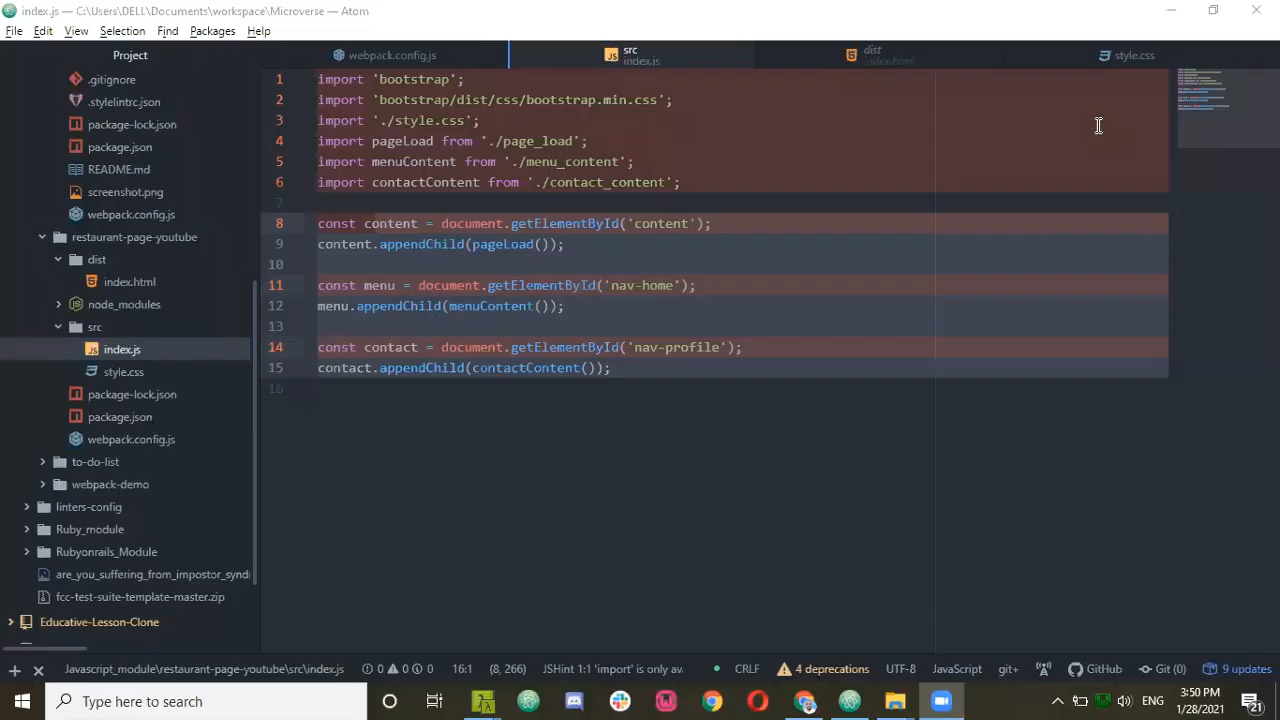 index.js — C:\Users\DELL\Documents\workspace\Microverse — Atom
File Edit View Selection Find Packages Help
Project
.gitignore
.stylelintrc.json
package-lock.json
package.json
README.md
screenshot.png
webpack.config.js
restaurant-page-youtube
dist
index.html
node_modules
src
index.js
style.css
package-lock.json
package.json
webpack.config.js
to-do-list
webpack-demo
linters-config
Ruby_module
Rubyonrails_Module
are_you_suffering_from_impostor_synd
fcc-test-suite-template-master.zip
Educative-Lesson-Clone
webpack.config.js
src
index.js
dist
index.html
style.css
1 import 'bootstrap';
2 import 'bootstrap/dist/css/bootstrap.min.css';
3 import './style.css';
4 import pageLoad from './page_load';
5 import menuContent from './menu_content';
6 import contactContent from './contact_content';
7
8 const content = document.getElementById('content');
9 content.appendChild(pageLoad());
10
11 const menu = document.getElementById('nav-home');
12 menu.appendChild(menuContent());
13
14 const contact = document.getElementById('nav-profile');
15 contact.appendChild(contactContent());
16
Javascript_module\restaurant-page-youtube\src\index.js 0 0 0 16:1 (8, 266) JSHint 1:1 'import' is only av. CRLF 4 deprecations UTF-8 JavaScript git+ GitHub Git (0) 9 updates
Type here to search
ENG
3:50 PM
1/28/2021
21